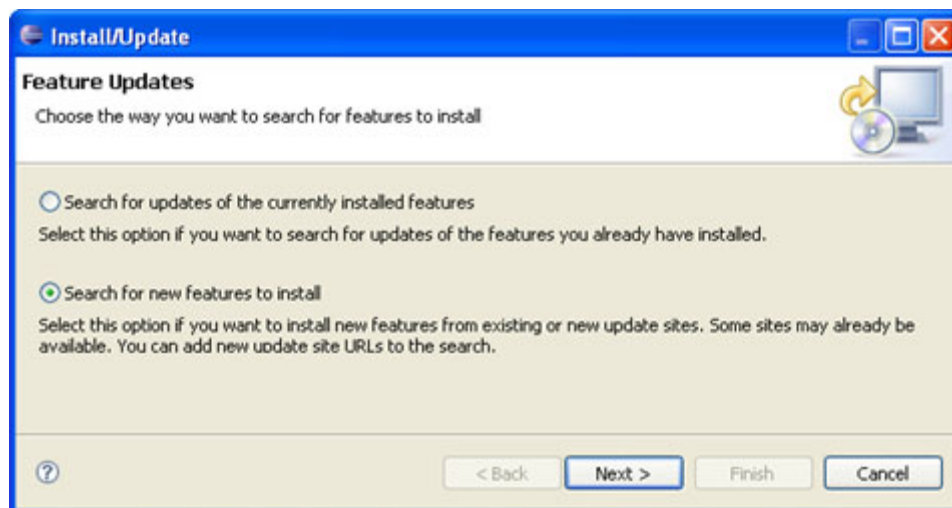 Install/Update
Feature Updates
Choose the way you want to search for features to install
Search for updates of the currently installed features
Select this option if you want to search for updates of the features you already have installed.
Search for new features to install
Select this option if you want to install new features from existing or new update sites. Some sites may already be
available. You can add new update site URLs to the search.
? < Back Next > Finish Cancel